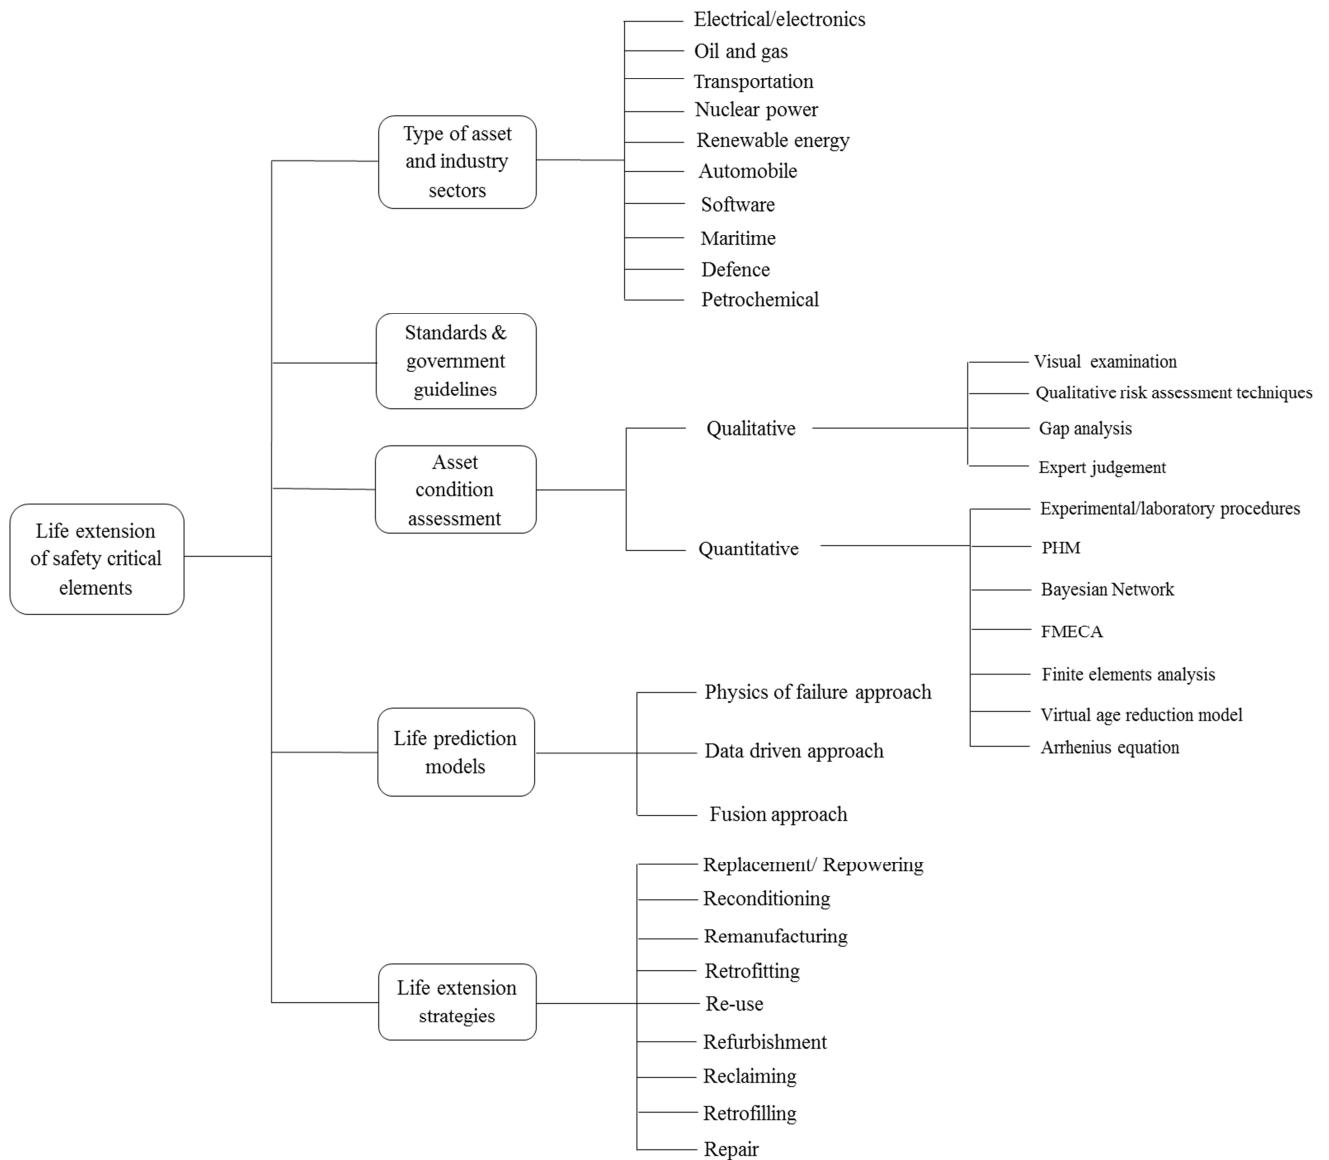 Life extension
of safety critical
elements
Type of asset
and industry
sectors
Electrical/electronics
Oil and gas
Transportation
Nuclear power
Renewable energy
Automobile
Software
Maritime
Defence
Petrochemical
Standards &
government
guidelines
Asset
condition
assessment
Qualitative
Visual examination
Qualitative risk assessment techniques
Gap analysis
Expert judgement
Quantitative
Experimental/laboratory procedures
PHM
Bayesian Network
FMECA
Finite elements analysis
Virtual age reduction model
Arrhenius equation
Life prediction
models
Physics of failure approach
Data driven approach
Fusion approach
Life extension
strategies
Replacement/ Repowering
Reconditioning
Remanufacturing
Retrofitting
Re-use
Refurbishment
Reclaiming
Retrofilling
Repair